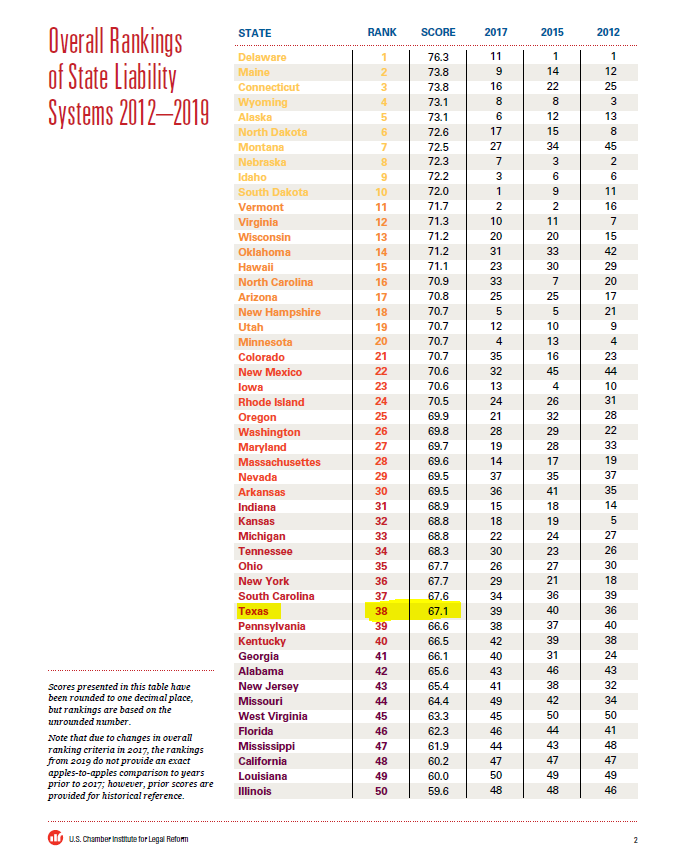 Overall Rankings
of State Liability
Systems 2012—2019
STATE RANK SCORE 2017 2015 2012
Delaware 1 76.3 11 1 1
Maine 2 73.8 9 14 12
Connecticut 3 73.8 16 22 25
Wyoming 4 73.1 8 8 3
Alaska 5 73.1 6 12 13
North Dakota 6 72.6 17 15 8
Montana 7 72.5 27 34 45
Nebraska 8 72.3 7 3 2
Idaho 9 72.2 3 6 6
South Dakota 10 72.0 1 9 11
Vermont 11 71.7 2 2 16
Virginia 12 71.3 10 11 7
Wisconsin 13 71.2 20 20 15
Oklahoma 14 71.2 31 33 42
Hawaii 15 71.1 23 30 29
North Carolina 16 70.9 33 7 20
Arizona 17 70.8 25 25 17
New Hampshire 18 70.7 5 5 21
Utah 19 70.7 12 10 9
Minnesota 20 70.7 4 13 4
Colorado 21 70.7 35 16 23
New Mexico 22 70.6 32 45 44
Iowa 23 70.6 13 4 10
Rhode Island 24 70.5 24 26 31
Oregon 25 69.9 21 32 28
Washington 26 69.8 28 29 22
Maryland 27 69.7 19 28 33
Massachusettes 28 69.6 14 17 19
Nevada 29 69.5 37 35 37
Arkansas 30 69.5 36 41 35
Indiana 31 68.9 15 18 14
Kansas 32 68.8 18 19 5
Michigan 33 68.8 22 24 27
Tennessee 34 68.3 30 23 26
Ohio 35 67.7 26 27 30
New York 36 67.7 29 21 18
South Carolina 37 67.6 34 36 39
Texas 38 67.1 39 40 36
Pennsylvania 39 66.6 38 37 40
Kentucky 40 66.5 42 39 38
Georgia 41 66.1 40 31 24
Alabama 42 65.6 43 46 43
New Jersey 43 65.4 41 38 32
Missouri 44 64.4 49 42 34
West Virginia 45 63.3 45 50 50
Florida 46 62.3 46 44 41
Mississippi 47 61.9 44 43 48
California 48 60.2 47 47 47
Louisiana 49 60.0 50 49 49
Illinois 50 59.6 48 48 46
Scores presented in this table have
been rounded to one decimal place,
but rankings are based on the
unrounded number.
Note that due to changes in overall
ranking criteria in 2017, the rankings
from 2019 do not provide an exact
apples-to-apples comparison to years
prior to 2017; however, prior scores are
provided for historical reference.
U.S. Chamber Institute for Legal Reform
2